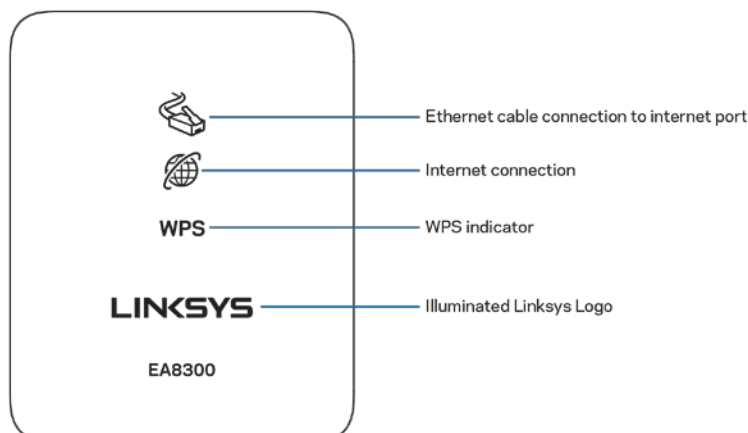 Ethernet cable connection to internet port
Internet connection
WPS WPS indicator
LINKSYS Illuminated Linksys Logo
EA8300